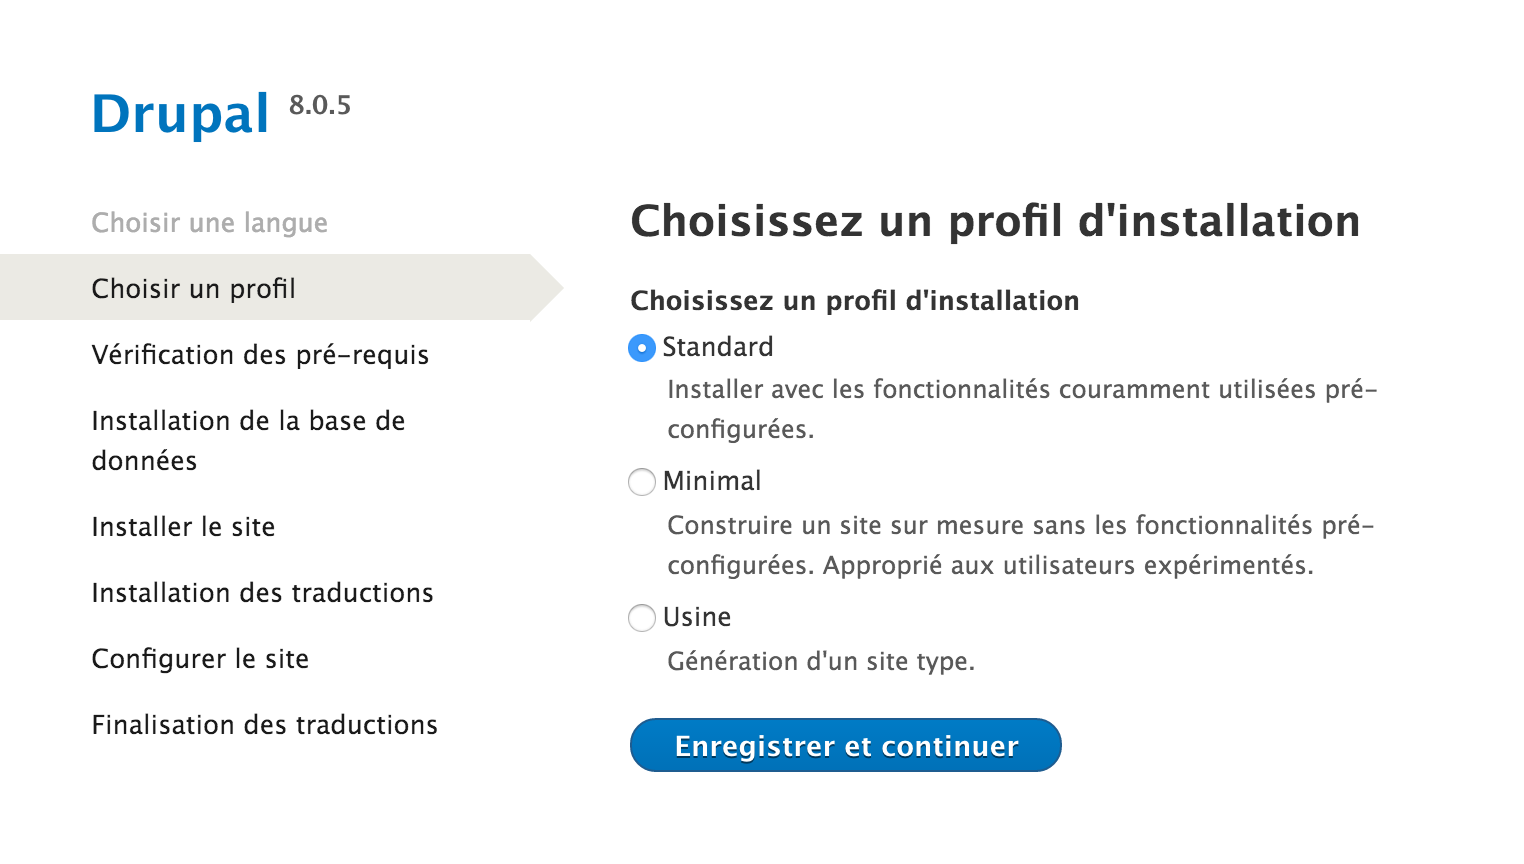 Drupal 8.0.5
Choisir une langue
Choisir un profil
Vérification des pré-requis
Installation de la base de
données
Installer le site
Installation des traductions
Configurer le site
Finalisation des traductions
Choisissez un profil d'installation
Choisissez un profil d'installation
Standard
Installer avec les fonctionnalités couramment utilisées pré-
configurées.
Minimal
Construire un site sur mesure sans les fonctionnalités pré-
configurées. Approprié aux utilisateurs expérimentés.
Usine
Génération d'un site type.
Enregistrer et continuer